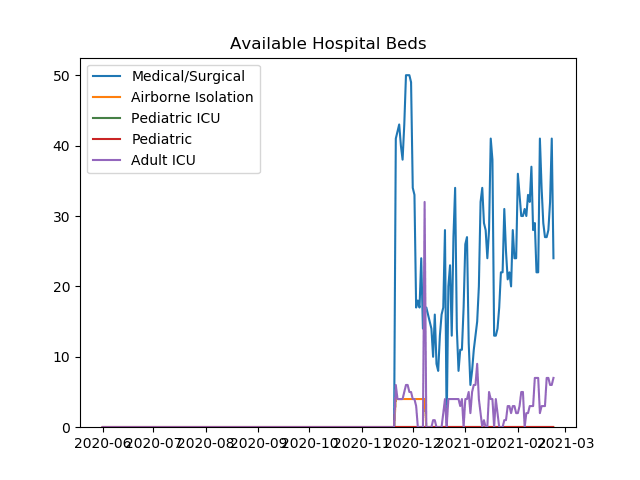 Available Hospital Beds
Medical/Surgical
Airborne Isolation
Pediatric ICU
Pediatric
Adult ICU
50
40
30
20
10
0
2020-06 2020-07 2020-08 2020-09 2020-10 2020-11 2020-12 2021-01 2021-02 2021-03